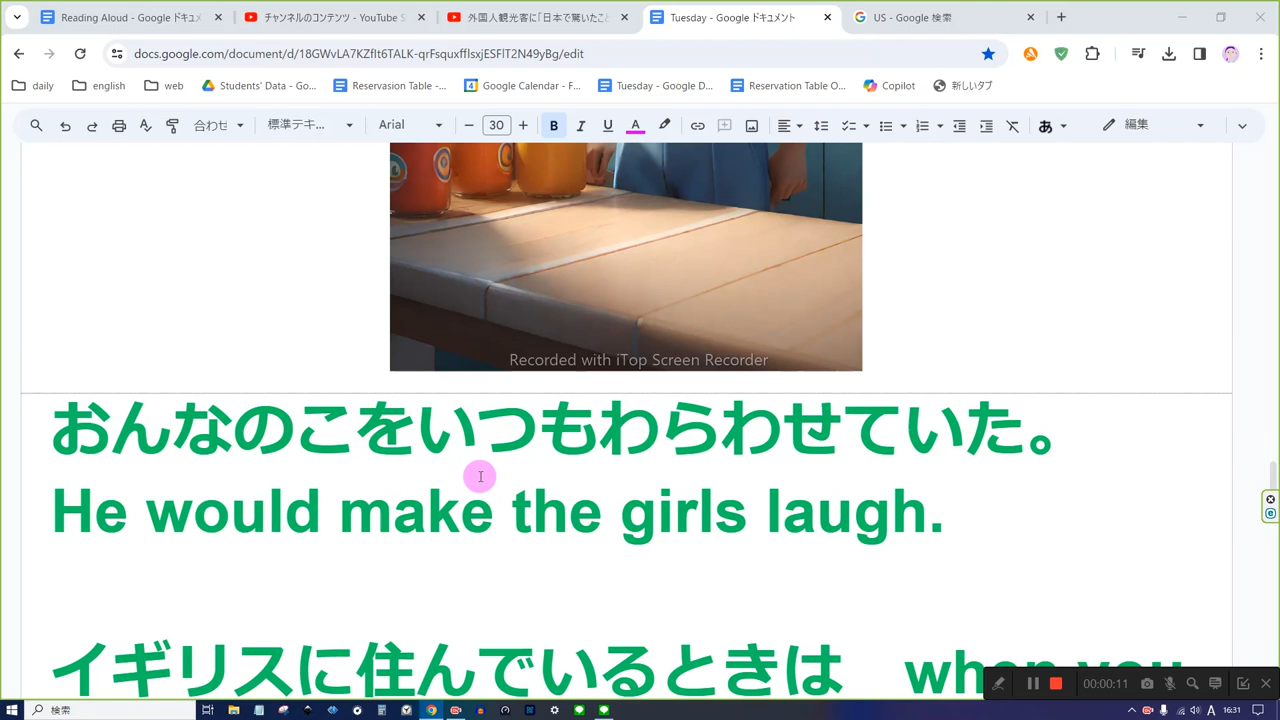 Reading Aloud - Google ドキュメ
チャンネルのコンテンツ - YouTube
外国人観光客に「日本で驚いたこ
Tuesday - Google ドキュメント
US - Google 検索
docs.google.com/document/d/18GWvLA7KZfIt6TALK-qrFsquxfflsxjESFlT2N49yBg/edit
daily
english
web
Students' Data - Go...
Reservasion Table -...
Google Calendar - F...
Tuesday - Google D...
Reservation Table O...
Copilot
新しいタブ
合わせ
標準テキ...
Arial
30
B
I
U
A
あ
編集
Recorded with iTop Screen Recorder
おんなのこをいつもわらわせていた。
He would make the girls laugh.
イギリスに住んでいるときは when you
00:00:11
検索
A
16:31